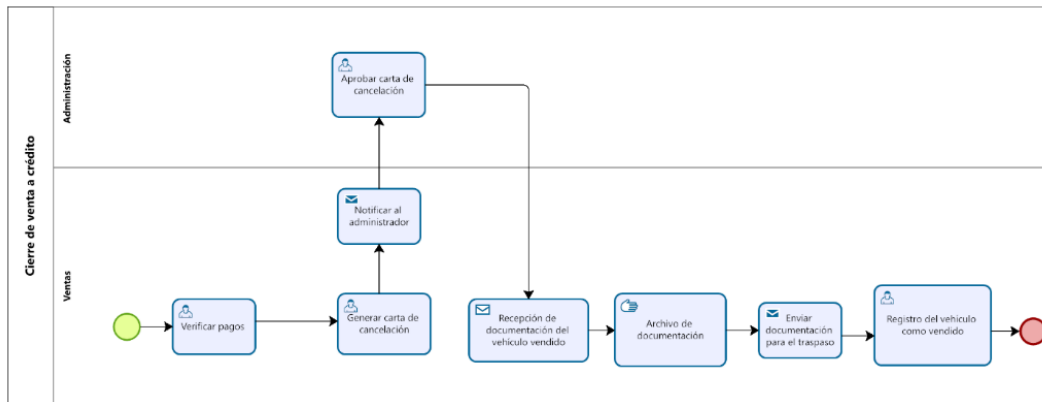 Cierre de venta a crédito
Administración
Aprobar carta de
cancelación
Ventas
Notificar al
administrador
Verificar pagos
Generar carta de
cancelación
Recepción de
documentación del
vehiculo vendido
Archivo de
documentación
Enviar
documentación
para el traspaso
Registro del vehiculo
como vendido